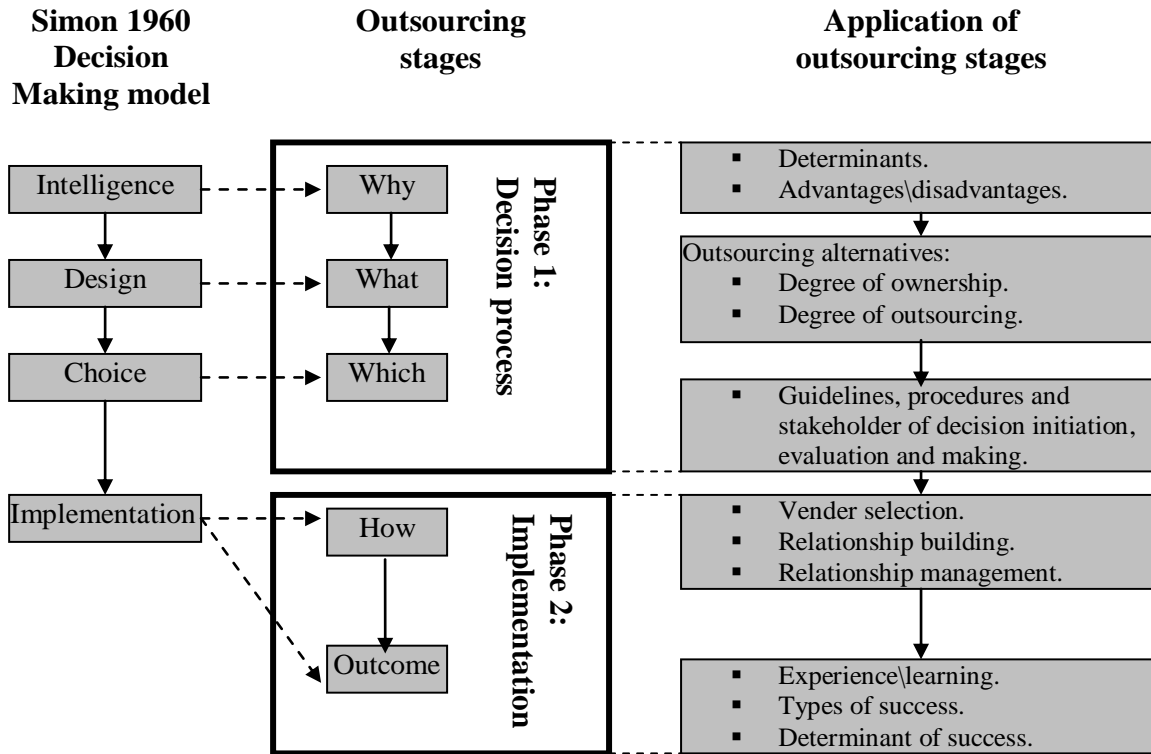 Simon 1960
Decision
Making model
Outsourcing
stages
Application of
outsourcing stages
Intelligence
Design
Choice
Implementation
Why
What
Which
Phase 1:
Decision process
How
Outcome
Phase 2:
Implementation
▪ Determinants.
▪ Advantages\disadvantages.
Outsourcing alternatives:
▪ Degree of ownership.
▪ Degree of outsourcing.
▪ Guidelines, procedures and
stakeholder of decision initiation,
evaluation and making.
▪ Vender selection.
▪ Relationship building.
▪ Relationship management.
▪ Experience\learning.
▪ Types of success.
▪ Determinant of success.